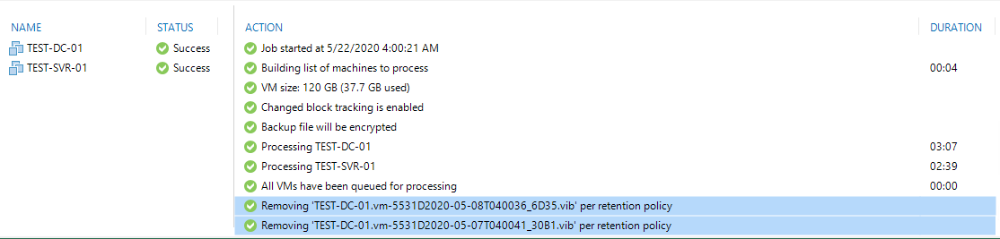 NAME STATUS ACTION DURATION
TEST-DC-01 Success Job started at 5/22/2020 4:00:21 AM
TEST-SVR-01 Success Building list of machines to process 00:04
VM size: 120 GB (37.7 GB used)
Changed block tracking is enabled
Backup file will be encrypted
Processing TEST-DC-01 03:07
Processing TEST-SVR-01 02:39
All VMs have been queued for processing 00:00
Removing 'TEST-DC-01.vm-5531D2020-05-08T040036_6D35.vib' per retention policy
Removing 'TEST-DC-01.vm-5531D2020-05-07T040041_30B1.vib' per retention policy